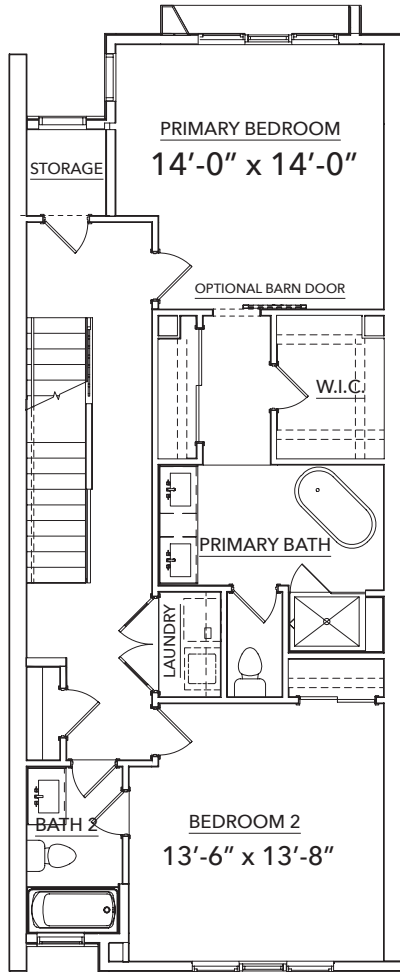 PRIMARY BEDROOM
14'-0" x 14'-0"
STORAGE
OPTIONAL BARN DOOR
W.I.C.
PRIMARY BATH
LAUNDRY
BATH 2
BEDROOM 2
13'-6" x 13'-8"